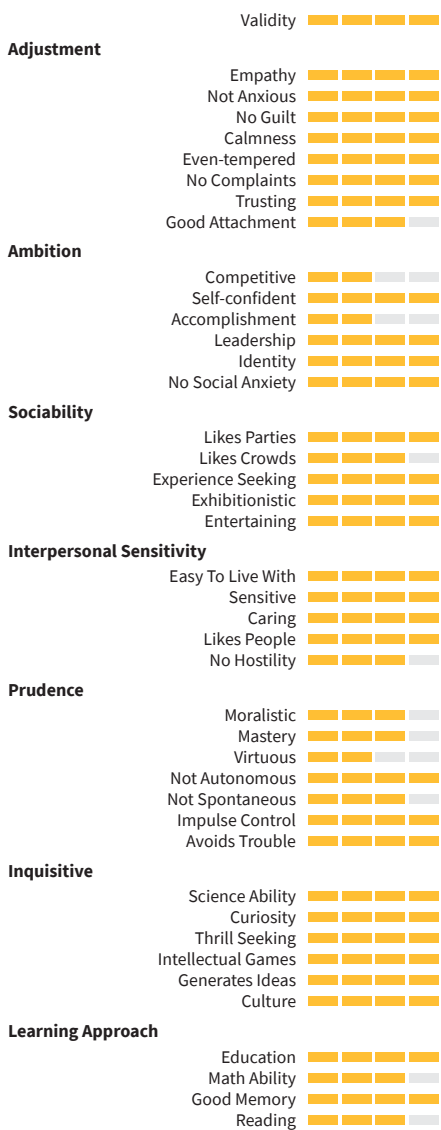 Validity
Adjustment
Empathy
Not Anxious
No Guilt
Calmness
Even-tempered
No Complaints
Trusting
Good Attachment
Ambition
Competitive
Self-confident
Accomplishment
Leadership
Identity
No Social Anxiety
Sociability
Likes Parties
Likes Crowds
Experience Seeking
Exhibitionistic
Entertaining
Interpersonal Sensitivity
Easy To Live With
Sensitive
Caring
Likes People
No Hostility
Prudence
Moralistic
Mastery
Virtuous
Not Autonomous
Not Spontaneous
Impulse Control
Avoids Trouble
Inquisitive
Science Ability
Curiosity
Thrill Seeking
Intellectual Games
Generates Ideas
Culture
Learning Approach
Education
Math Ability
Good Memory
Reading